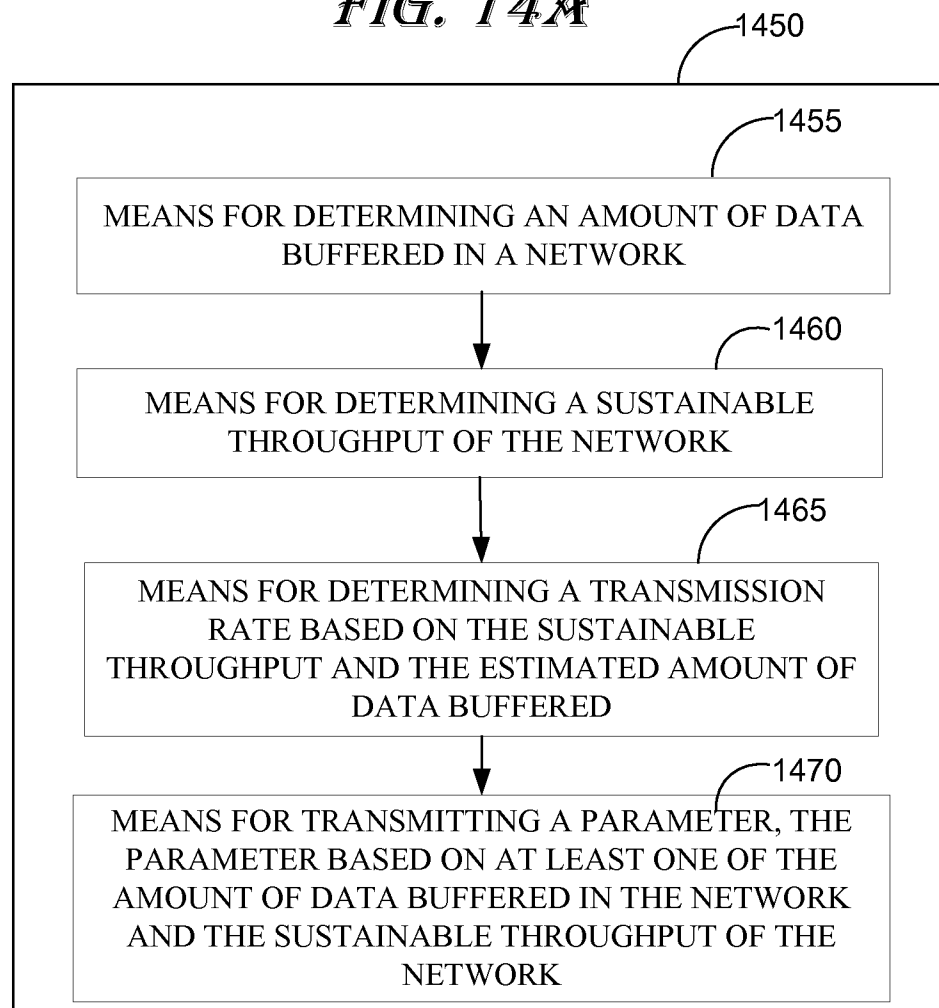 FIG. 14A
1450
1455
MEANS FOR DETERMINING AN AMOUNT OF DATA
BUFFERED IN A NETWORK
1460
MEANS FOR DETERMINING A SUSTAINABLE
THROUGHPUT OF THE NETWORK
1465
MEANS FOR DETERMINING A TRANSMISSION
RATE BASED ON THE SUSTAINABLE
THROUGHPUT AND THE ESTIMATED AMOUNT OF
DATA BUFFERED
1470
MEANS FOR TRANSMITTING A PARAMETER, THE
PARAMETER BASED ON AT LEAST ONE OF THE
AMOUNT OF DATA BUFFERED IN THE NETWORK
AND THE SUSTAINABLE THROUGHPUT OF THE
NETWORK